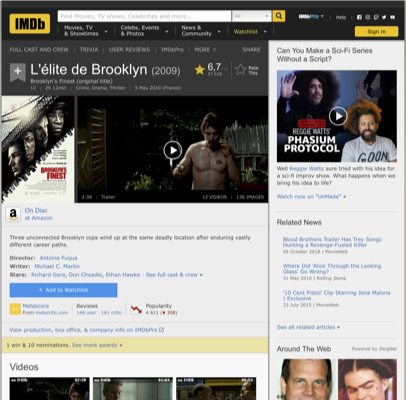 IMDb
Find Movies, TV shows, Celebrities and more...
All
IMDbPro
Help
Movies, TV
& Showtimes
Celebs, Events
& Photos
News &
Community
Watchlist
Sign in
FULL CAST AND CREW | TRIVIA | USER REVIEWS | IMDbPro | MORE
SHARE
L'élite de Brooklyn (2009)
Brooklyn's Finest (original title)
12 | 2h 12min | Crime, Drama, Thriller | 5 May 2010 (France)
6,7
Rate
This
BROOKLYN'S
FINEST
2:38 | Trailer
12 VIDEOS | 136 IMAGES
a
On Disc
at Amazon
Three unconnected Brooklyn cops wind up at the same deadly location after enduring vastly
different career paths.
Director: Antoine Fuqua
Writer: Michael C. Martin
Stars: Richard Gere, Don Cheadle, Ethan Hawke | See full cast & crew »
+ Add to Watchlist
Metascore
From metacritic.com
Reviews
146 user | 161 critic
Popularity
4 611
View production, box office, & company info on IMDbPro
1 win & 10 nominations. See more awards »
Videos
Can You Make a Sci-Fi Series
Without a Script?
REGGIE WATTS'
PHASIUM
PROTOCOL
Well Reggie Watts sure tried with his idea for
a sci-fi improv show. What happens when we
bring his idea to life?
Watch now on "UnMade" »
Related News
Blood Brothers Trailer Has Trey Songz
Hunting a Revenge-Fueled Killer
09 October 2018 | MovieWeb
Where Did 'Alice Through the Looking
Glass' Go Wrong?
31 May 2016 | Rolling Stone
'10 Cent Pistol' Clip Starring Jena Malone
| Exclusive
23 July 2015 | MovieWeb
See all related articles »
Around The Web
Powered by ZergNet